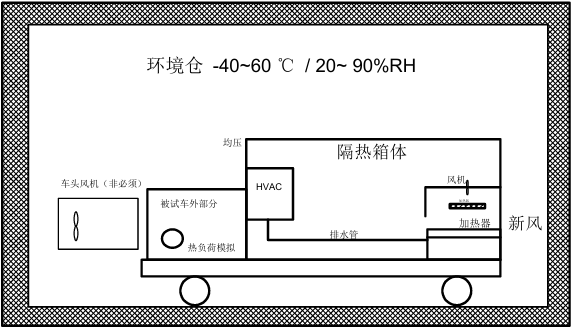 环境仓 -40~60 ℃ / 20~ 90%RH
均压
隔热箱体
车头风机（非必须）
HVAC
风机
被试车外部分
加热器
新风
排水管
热负荷模拟